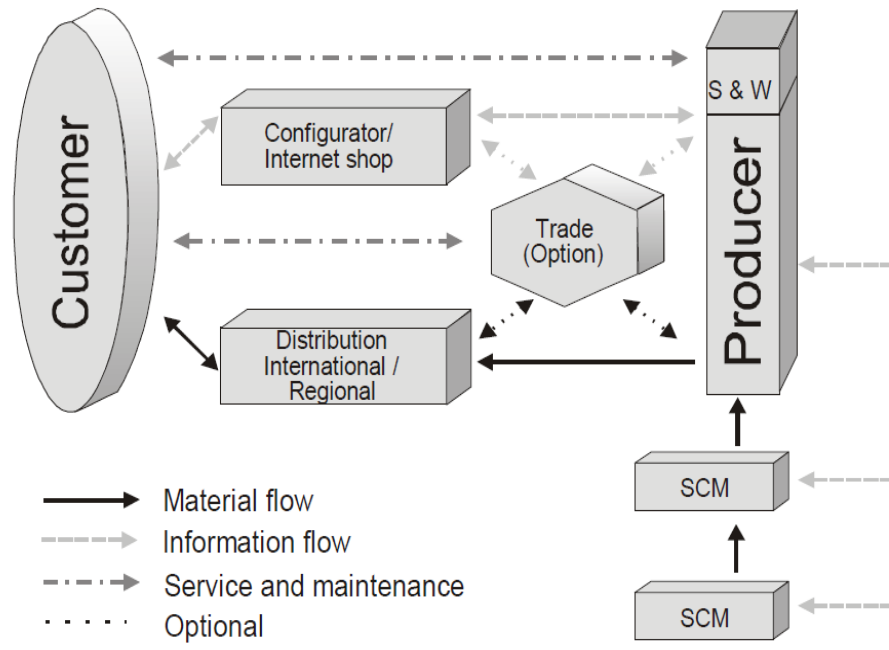 Customer
S & W
Producer
Configurator/
Internet shop
Trade
(Option)
Distribution
International /
Regional
SCM
SCM
Material flow
Information flow
Service and maintenance
Optional